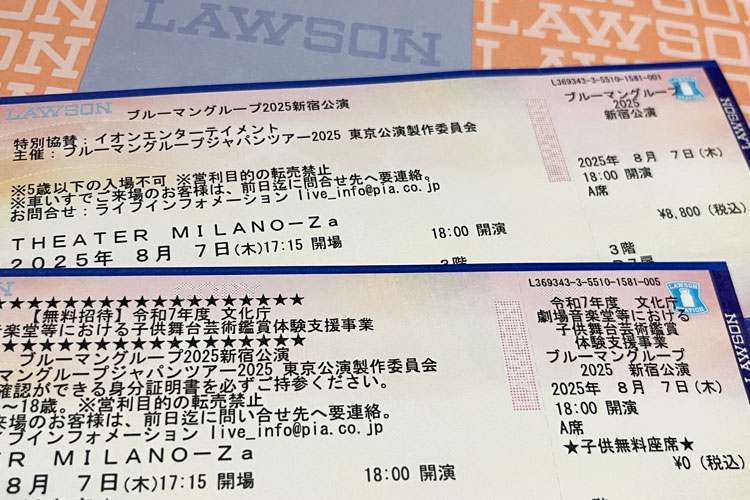 LAWSON
LAWSON
LAWSON
LAWSON ブルーマングループ2025新宿公演
特別協賛：イオンエンターテイメント
主催：ブルーマングループジャパンツアー2025 東京公演製作委員会
※5歳以下の入場不可 ※営利目的の転売禁止
※車いすでご来場のお客様は、前日迄に問合せ先へ要連絡。
お問合せ：ライブインフォメーション live_info@pia.co.jp
THEATER MILANO-Za
2025年 8月 7日(木)17:15 開場 18:00 開演
3階
L369343-3-5510-1581-001
ブルーマングループ
2025
新宿公演
2025年 8月 7日(木)
18:00 開演
A席
¥8,800 (税込)
3階
LAWSON
★★★★★★★★★★★★★★★★★★
【無料招待】令和7年度 文化庁
音楽堂等における子供舞台芸術鑑賞体験支援事業
★★★★★★★★★★★★★★★★★★
ブルーマングループ2025新宿公演
マングループジャパンツアー2025 東京公演製作委員会
確認ができる身分証明書を必ずご持参ください。
～18歳。※営利目的の転売禁止
来場のお客様は、前日迄に問い合せ先へ要連絡。
イブインフォメーション live_info@pia.co.jp
ER MILANO-Za
8月 7日(木)17:15 開場 18:00 開演
L369343-3-5510-1581-005
LAWSON
STATION
令和7年度 文化庁
劇場音楽堂等における
子供舞台芸術鑑賞
体験支援事業
ブルーマングループ
2025 新宿公演
2025年 8月 7日(木)
18:00 開演
A席
★子供無料座席★
¥0 (税込)
LAWSON